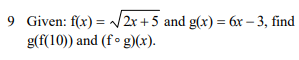 9 Given: f(x) = √2x + 5 and g(x) = 6x – 3, find
g(f(10)) and (f ∘ g)(x).